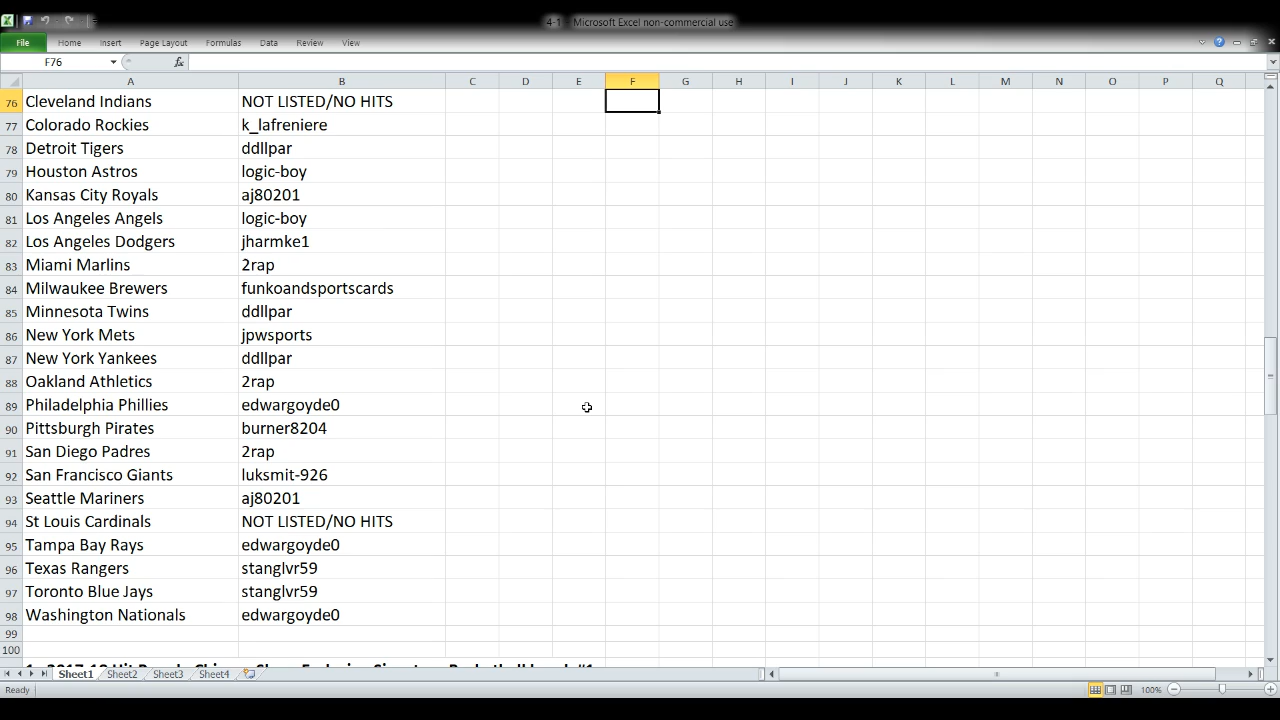 4-1 - Microsoft Excel non-commercial use
File Home Insert Page Layout Formulas Data Review View
F76 fx
A B C D E F G H I J K L M N O P Q
76 Cleveland Indians NOT LISTED/NO HITS
77 Colorado Rockies k_lafreniere
78 Detroit Tigers ddllpar
79 Houston Astros logic-boy
80 Kansas City Royals aj80201
81 Los Angeles Angels logic-boy
82 Los Angeles Dodgers jharmke1
83 Miami Marlins 2rap
84 Milwaukee Brewers funkoandsportscards
85 Minnesota Twins ddllpar
86 New York Mets jpwsports
87 New York Yankees ddllpar
88 Oakland Athletics 2rap
89 Philadelphia Phillies edwargoyde0
90 Pittsburgh Pirates burner8204
91 San Diego Padres 2rap
92 San Francisco Giants luksmit-926
93 Seattle Mariners aj80201
94 St Louis Cardinals NOT LISTED/NO HITS
95 Tampa Bay Rays edwargoyde0
96 Texas Rangers stanglvr59
97 Toronto Blue Jays stanglvr59
98 Washington Nationals edwargoyde0
99
100
Sheet1 Sheet2 Sheet3 Sheet4
Ready 100%